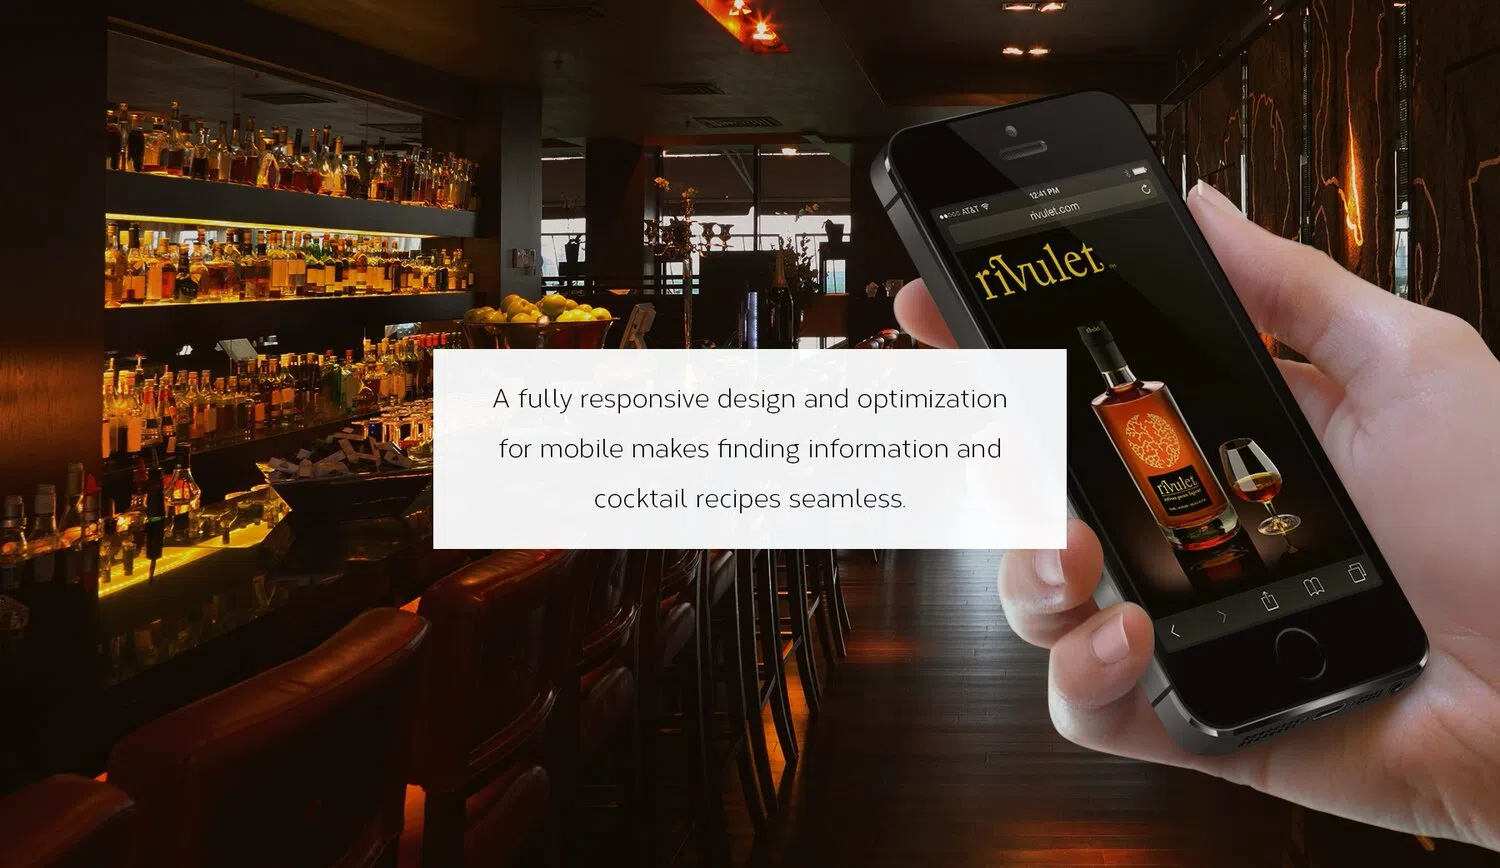 ●●○○○ AT&T 12:41 PM
rivulet.com
rivulet
A fully responsive design and optimization
for mobile makes finding information and
cocktail recipes seamless.
rivulet